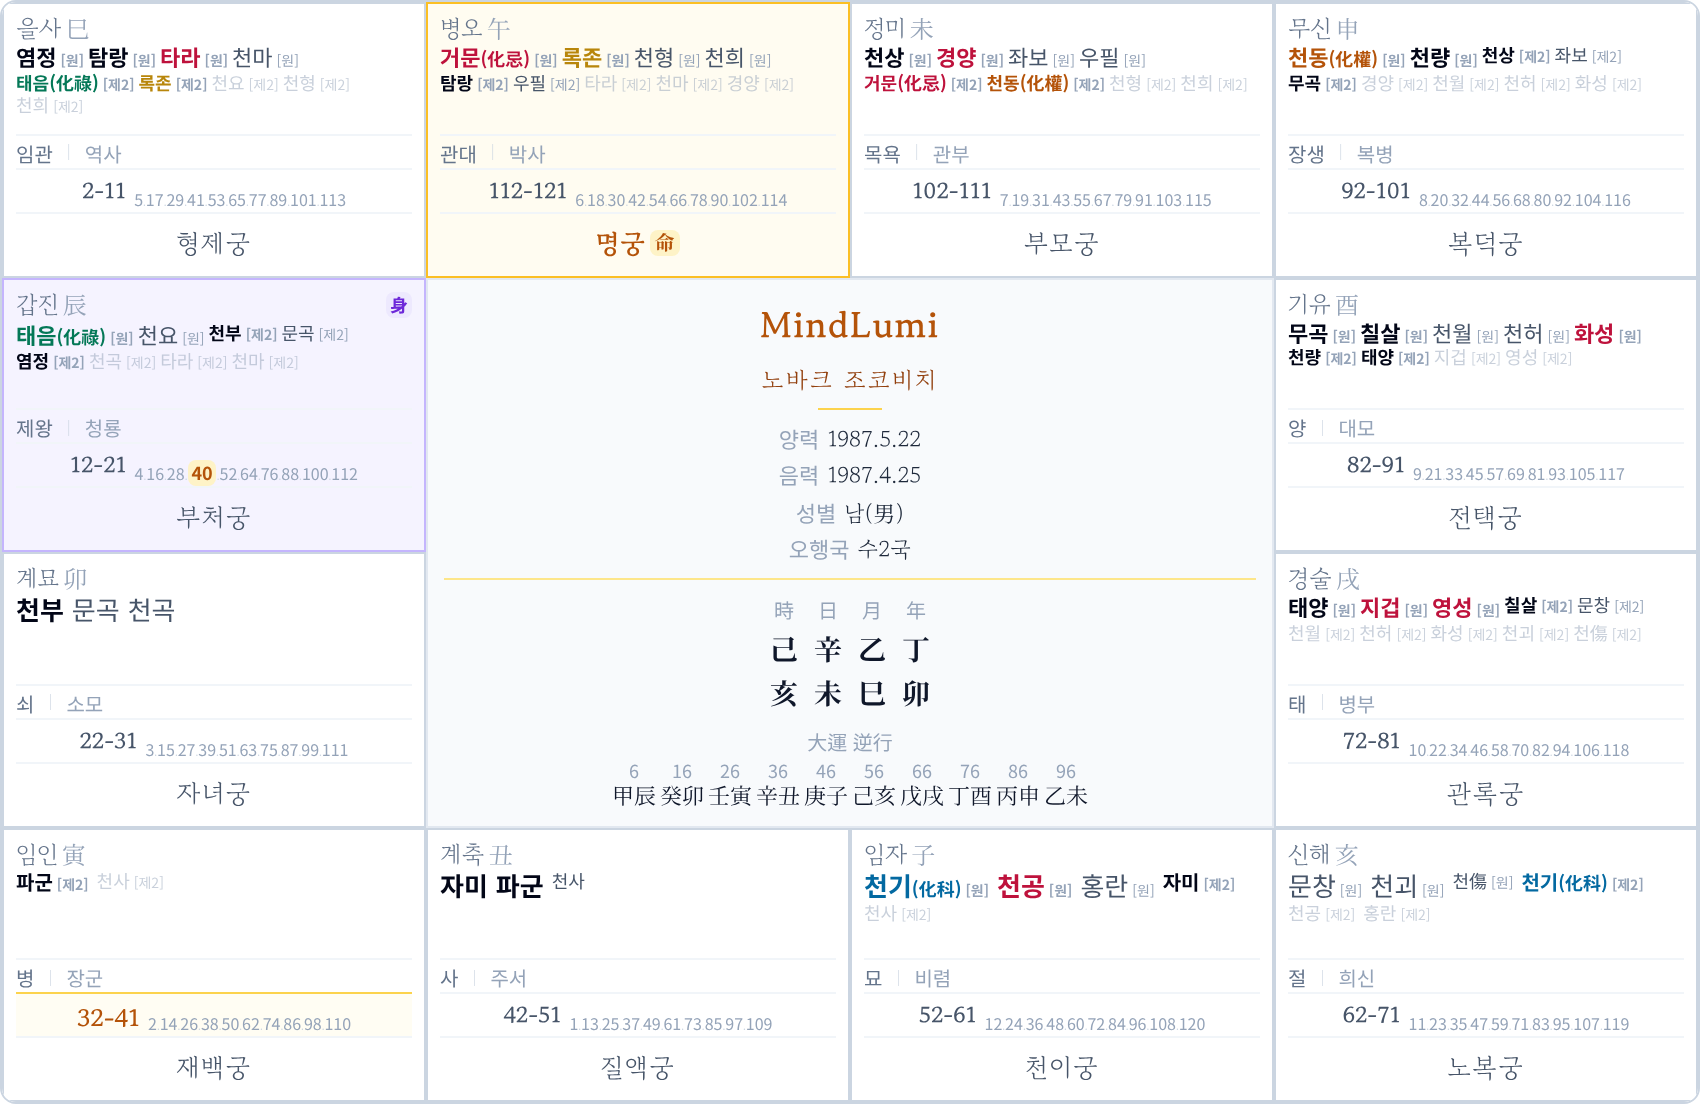 을사 巳
염정 [원] 탐랑 [원] 타라 [원] 천마 [원]
태음(化祿) [제2] 록존 [제2] 천요 [제2] 천형 [제2]
천희 [제2]
임관 역사
2-11 5 17 29 41 53 65 77 89 101 113
형제궁
병오 午
거문(化忌) [원] 록존 [원] 천형 [원] 천희 [원]
탐랑 [제2] 우필 [제2] 타라 [제2] 천마 [제2] 경양 [제2]
관대 박사
112-121 6 18 30 42 54 66 78 90 102 114
명궁 命
정미 未
천상 [원] 경양 [원] 좌보 [원] 우필 [원]
거문(化忌) [제2] 천동(化權) [제2] 천형 [제2] 천희 [제2]
목욕 관부
102-111 7 19 31 43 55 67 79 91 103 115
부모궁
무신 申
천동(化權) [원] 천량 [원] 천상 [제2] 좌보 [제2]
무곡 [제2] 경양 [제2] 천월 [제2] 천허 [제2] 화성 [제2]
장생 복병
92-101 8 20 32 44 56 68 80 92 104 116
복덕궁
갑진 辰 身
태음(化祿) [원] 천요 [원] 천부 [제2] 문곡 [제2]
염정 [제2] 천곡 [제2] 타라 [제2] 천마 [제2]
제왕 청룡
12-21 4 16 28 40 52 64 76 88 100 112
부처궁
MindLumi
노바크 조코비치
양력 1987.5.22
음력 1987.4.25
성별 남(男)
오행국 수2국
時 日 月 年
己 辛 乙 丁
亥 未 巳 卯
大運 逆行
6 16 26 36 46 56 66 76 86 96
甲辰 癸卯 壬寅 辛丑 庚子 己亥 戊戌 丁酉 丙申 乙未
기유 酉
무곡 [원] 칠살 [원] 천월 [원] 천허 [원] 화성 [원]
천량 [제2] 태양 [제2] 지겁 [제2] 영성 [제2]
양 대모
82-91 9 21 33 45 57 69 81 93 105 117
전택궁
계묘 卯
천부 문곡 천곡
쇠 소모
22-31 3 15 27 39 51 63 75 87 99 111
자녀궁
경술 戌
태양 [원] 지겁 [원] 영성 [원] 칠살 [제2] 문창 [제2]
천월 [제2] 천허 [제2] 화성 [제2] 천괴 [제2] 천傷 [제2]
태 병부
72-81 10 22 34 46 58 70 82 94 106 118
관록궁
임인 寅
파군 [제2] 천사 [제2]
병 장군
32-41 2 14 26 38 50 62 74 86 98 110
재백궁
계축 丑
자미 파군 천사
사 주서
42-51 1 13 25 37 49 61 73 85 97 109
질액궁
임자 子
천기(化科) [원] 천공 [원] 홍란 [원] 자미 [제2]
천사 [제2]
묘 비렴
52-61 12 24 36 48 60 72 84 96 108 120
천이궁
신해 亥
문창 [원] 천괴 [원] 천傷 [원] 천기(化科) [제2]
천공 [제2] 홍란 [제2]
절 희신
62-71 11 23 35 47 59 71 83 95 107 119
노복궁